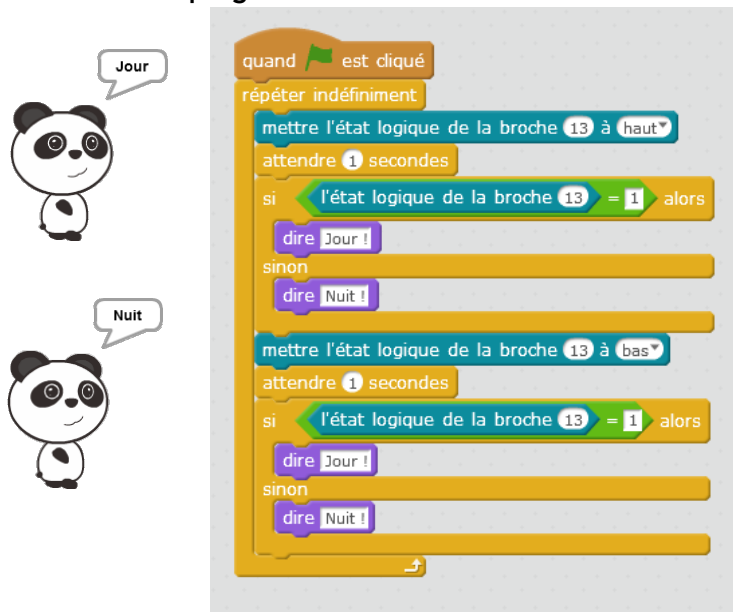 Jour
Nuit
quand est cliqué
répéter indéfiniment
mettre l'état logique de la broche 13 à haut
attendre 1 secondes
si l'état logique de la broche 13 = 1 alors
dire Jour !
sinon
dire Nuit !
mettre l'état logique de la broche 13 à bas
attendre 1 secondes
si l'état logique de la broche 13 = 1 alors
dire Jour !
sinon
dire Nuit !